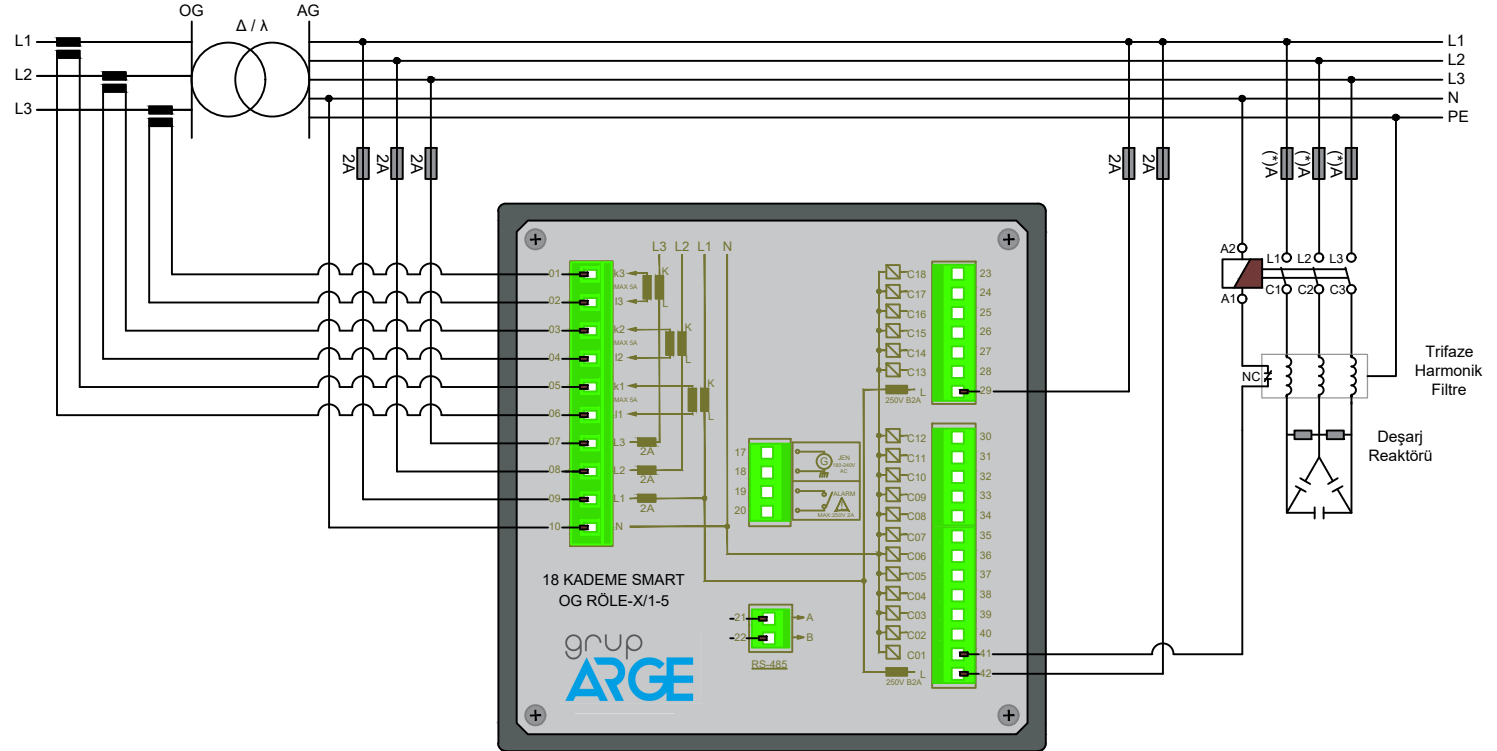 OG
AG
Δ / λ
L1
L2
L3
L1
L2
L3
N
PE
2A
2A
2A
2A
2A
(*)A
(*)A
(*)A
L3 L2 L1 N
01
02
03
04
05
06
07
08
09
10
k3
MAX 5A
l3
k2
MAX 5A
l2
k1
MAX 5A
l1
L3
L2
L1
N
K
L
K
L
K
L
2A
2A
2A
17
18
19
20
G
JEN
160-240V
AC
ALARM
MAX 250V 2A
C18
C17
C16
C15
C14
C13
L
250V B2A
23
24
25
26
27
28
29
C12
C11
C10
C09
C08
C07
C06
C05
C04
C03
C02
C01
L
250V B2A
30
31
32
33
34
35
36
37
38
39
40
41
42
18 KADEME SMART
OG RÖLE-X/1-5
grup
ARGE
21
22
A
B
RS-485
A2
A1
L1
L2
L3
C1
C2
C3
NC
Trifaze
Harmonik
Filtre
Deşarj
Reaktörü